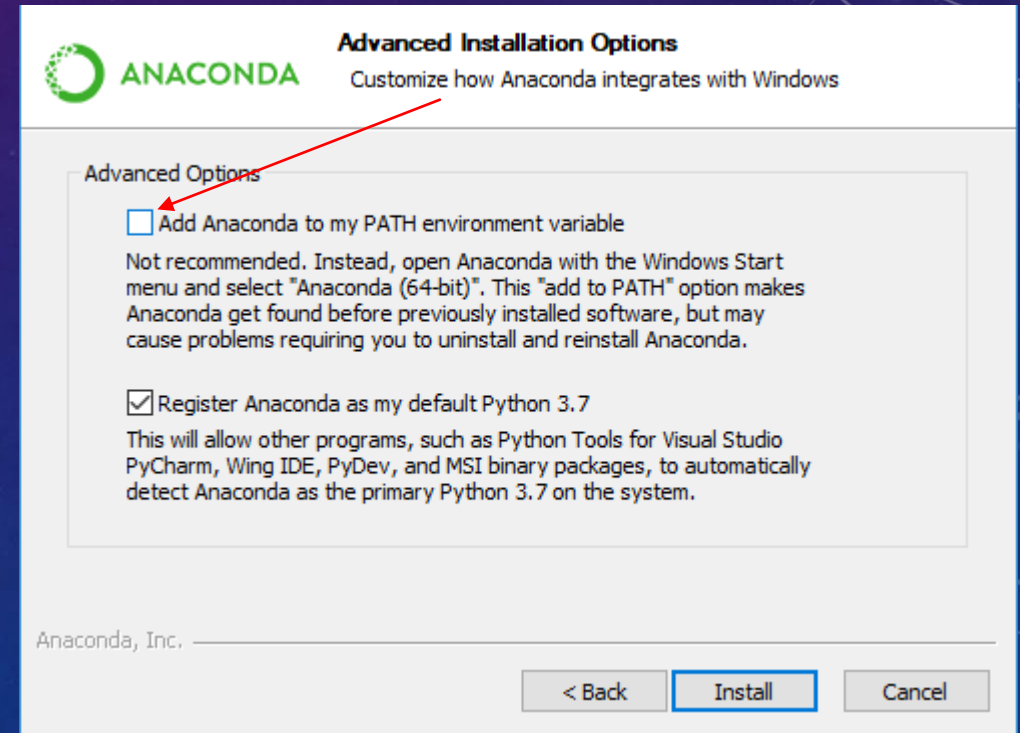 Advanced Installation Options
ANACONDA
Customize how Anaconda integrates with Windows
Advanced Options
Add Anaconda to my PATH environment variable
Not recommended. Instead, open Anaconda with the Windows Start
menu and select "Anaconda (64-bit)". This "add to PATH" option makes
Anaconda get found before previously installed software, but may
cause problems requiring you to uninstall and reinstall Anaconda.
Register Anaconda as my default Python 3.7
This will allow other programs, such as Python Tools for Visual Studio
PyCharm, Wing IDE, PyDev, and MSI binary packages, to automatically
detect Anaconda as the primary Python 3.7 on the system.
Anaconda, Inc.
< Back
Install
Cancel